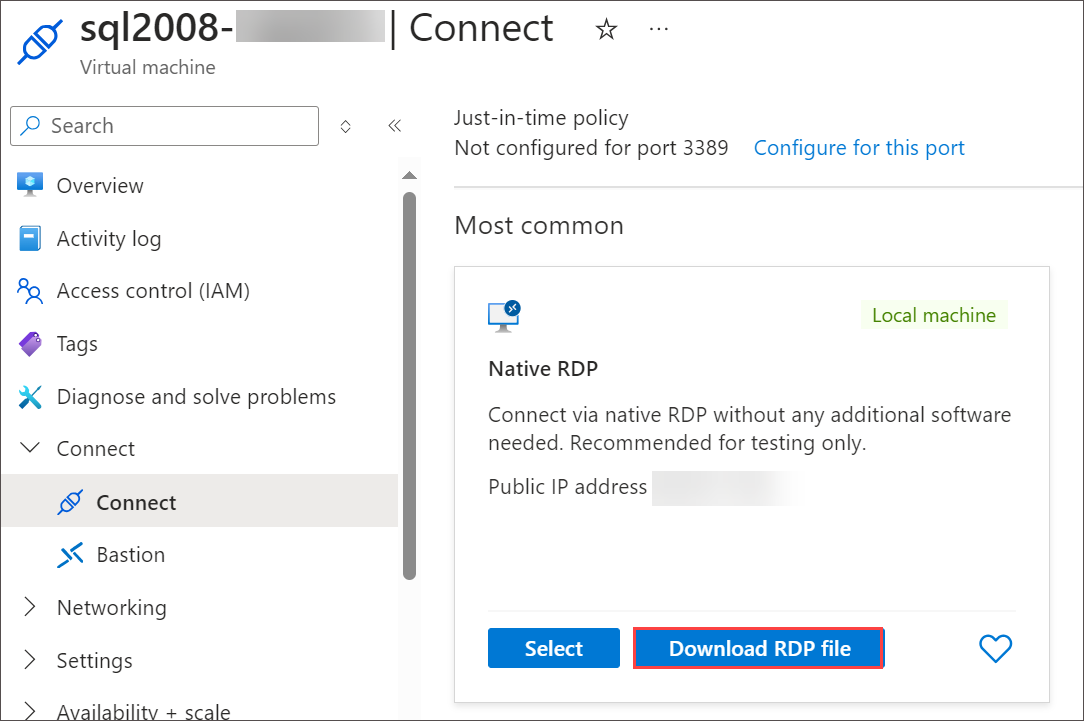 sql2008- | Connect
Virtual machine
Search
Overview
Activity log
Access control (IAM)
Tags
Diagnose and solve problems
Connect
Connect
Bastion
Networking
Settings
Availability + scale
Just-in-time policy
Not configured for port 3389 Configure for this port
Most common
Local machine
Native RDP
Connect via native RDP without any additional software
needed. Recommended for testing only.
Public IP address
Select Download RDP file